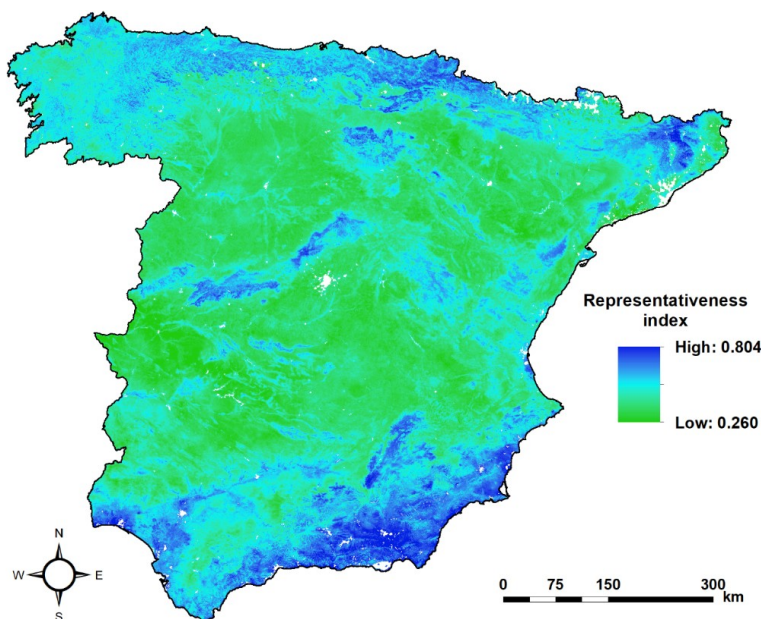 Representativeness
index
High: 0.804
Low: 0.260
N
W E
S
0 75 150 300
km